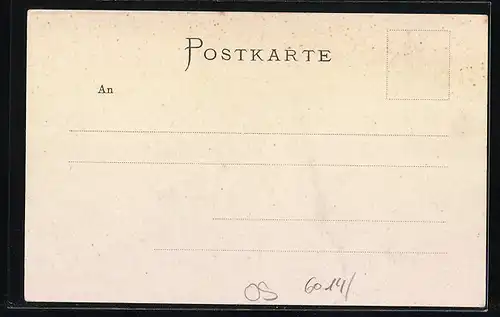 POSTKARTE
An
OS 6014/